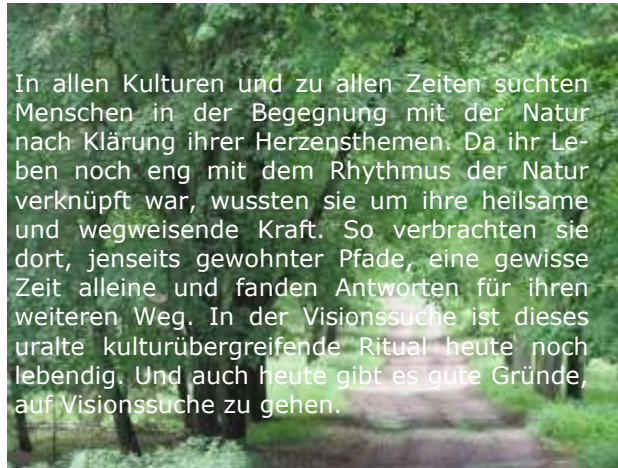 In allen Kulturen und zu allen Zeiten suchten
Menschen in der Begegnung mit der Natur
nach Klärung ihrer Herzensthemen. Da ihr Le-
ben noch eng mit dem Rhythmus der Natur
verknüpft war, wussten sie um ihre heilsame
und wegweisende Kraft. So verbrachten sie
dort, jenseits gewohnter Pfade, eine gewisse
Zeit alleine und fanden Antworten für ihren
weiteren Weg. In der Visionssuche ist dieses
uralte kulturübergreifende Ritual heute noch
lebendig. Und auch heute gibt es gute Gründe,
auf Visionssuche zu gehen.